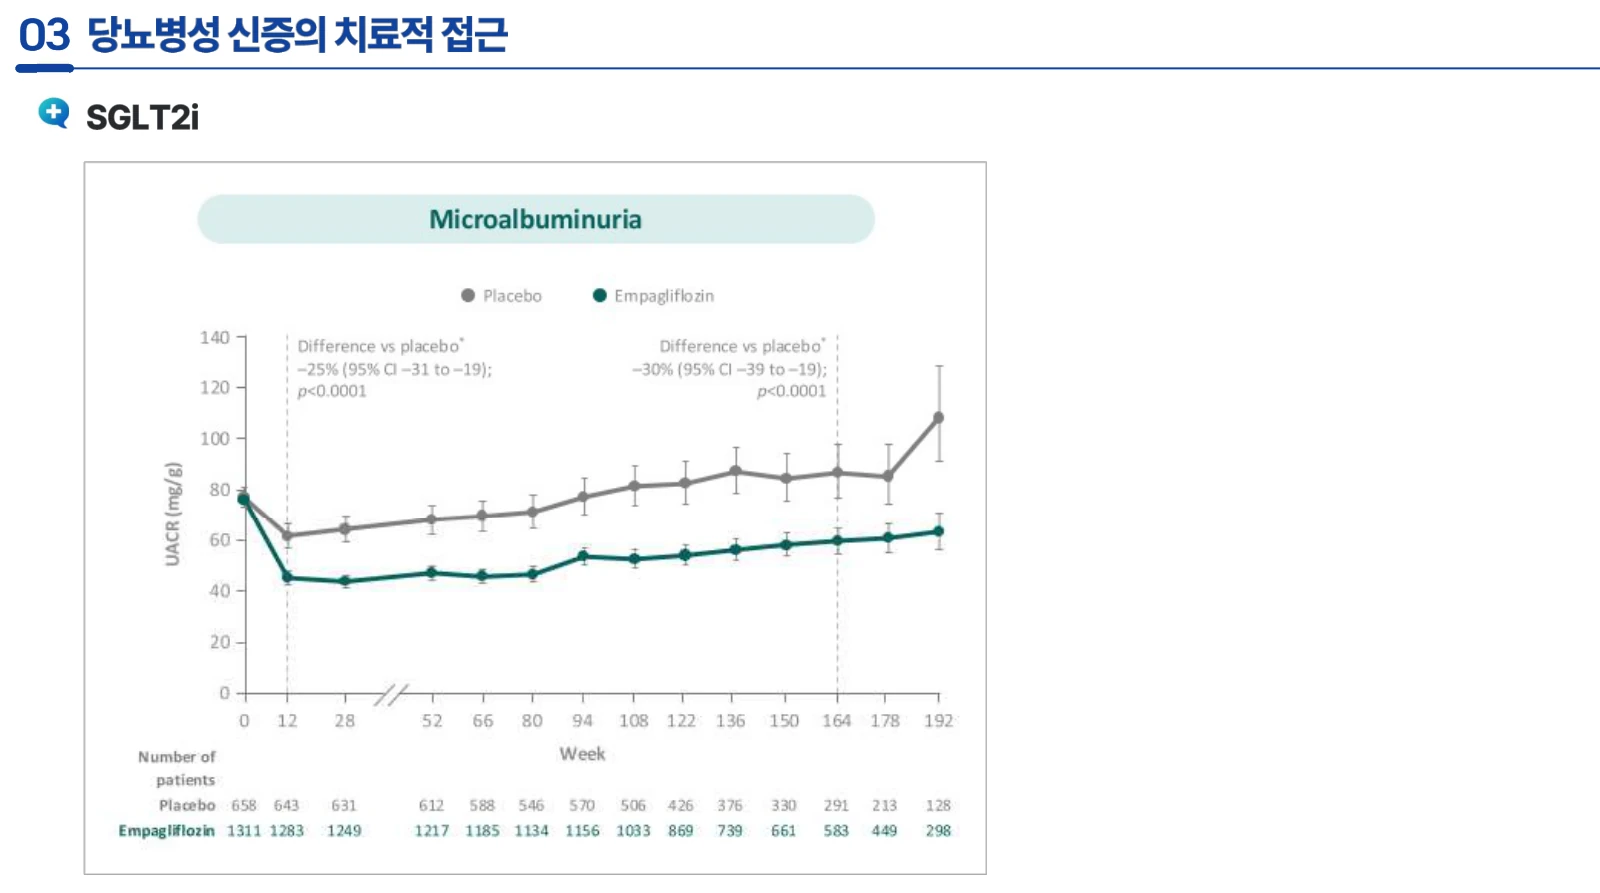 03 당뇨병성 신증의 치료적 접근
SGLT2i
Microalbuminuria
Placebo Empagliflozin
140
120
100
80
60
40
20
0
UACR (mg/g)
Difference vs placebo*
–25% (95% CI –31 to –19);
p<0.0001
Difference vs placebo*
–30% (95% CI –39 to –19);
p<0.0001
0 12 28 52 66 80 94 108 122 136 150 164 178 192
Week
Number of
patients
Placebo 658 643 631 612 588 546 570 506 426 376 330 291 213 128
Empagliflozin 1311 1283 1249 1217 1185 1134 1156 1033 869 739 661 583 449 298